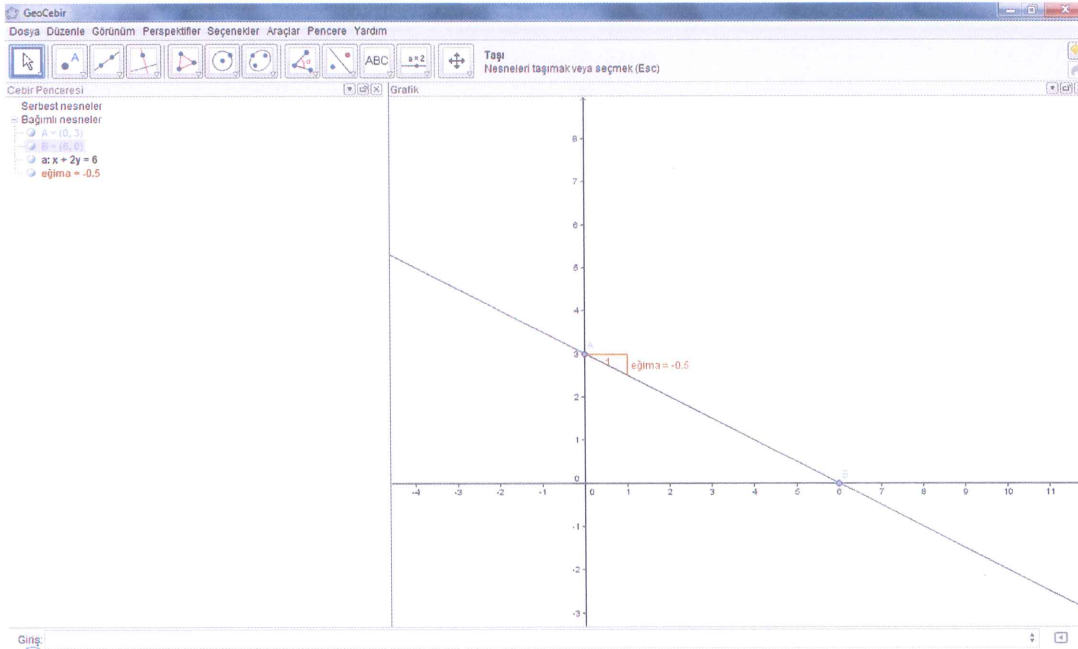 GeoCebir
Dosya Düzenle Görünüm Perspektifler Seçenekler Araçlar Pencere Yardım
A
ABC
a=2
Taşı
Nesneleri taşımak veya seçmek (Esc)
Cebir Penceresi
Grafik
Serbest nesneler
Bağımlı nesneler
A = (0, 3)
B = (6, 0)
a: x + 2y = 6
eğima = -0.5
8
7
6
5
4
3
A
1
eğima = -0.5
2
1
0
B
-4 -3 -2 -1 0 1 2 3 4 5 6 7 8 9 10 11
-1
-2
-3
Giriş: